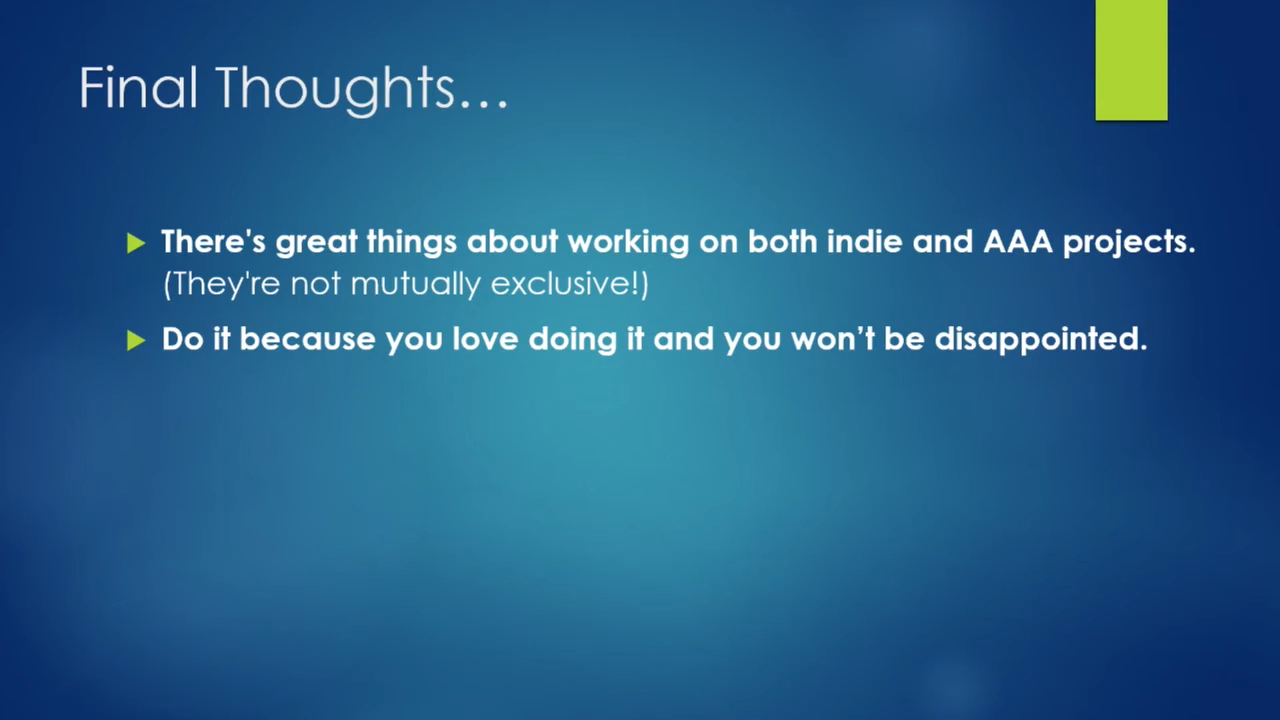 Final Thoughts...
There's great things about working on both indie and AAA projects.
(They're not mutually exclusive!)
Do it because you love doing it and you won’t be disappointed.